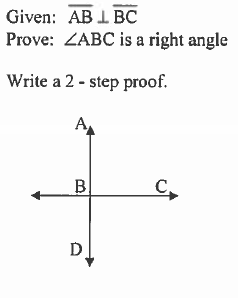 Given: AB ⊥ BC
Prove: ∠ABC is a right angle
Write a 2 - step proof.
A
B C
D